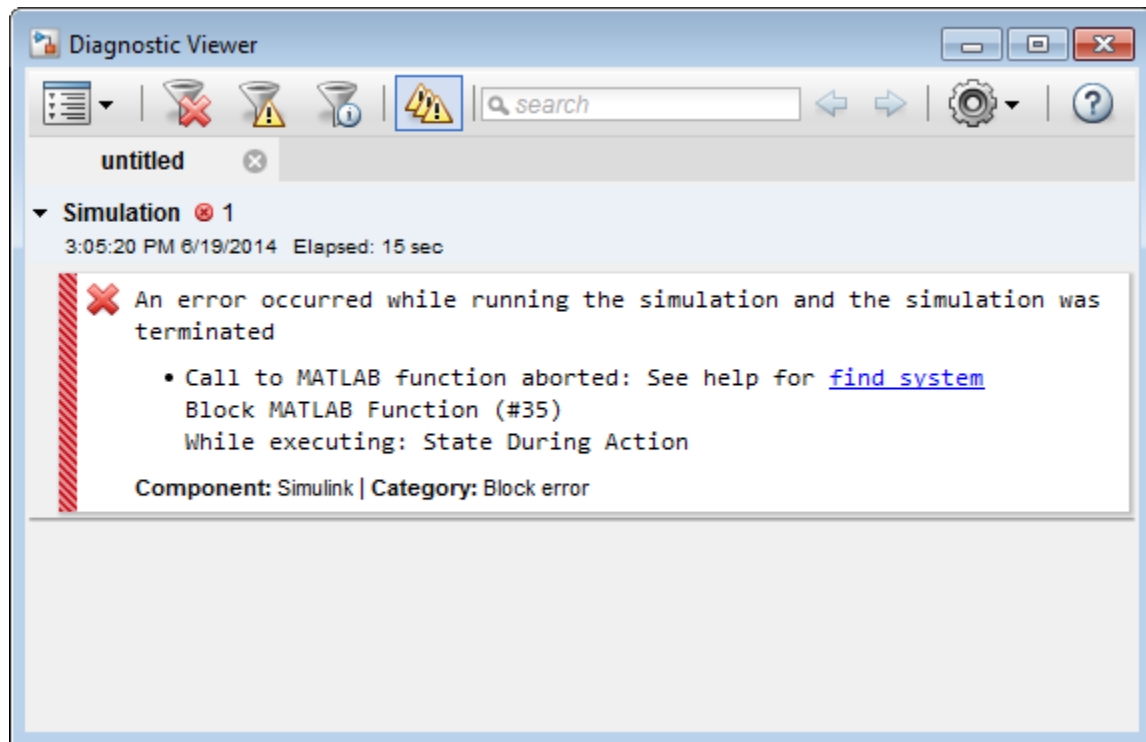 Diagnostic Viewer
search
untitled
Simulation 1
3:05:20 PM 6/19/2014 Elapsed: 15 sec
An error occurred while running the simulation and the simulation was
terminated
• Call to MATLAB function aborted: See help for find_system
Block MATLAB Function (#35)
While executing: State During Action
Component: Simulink | Category: Block error